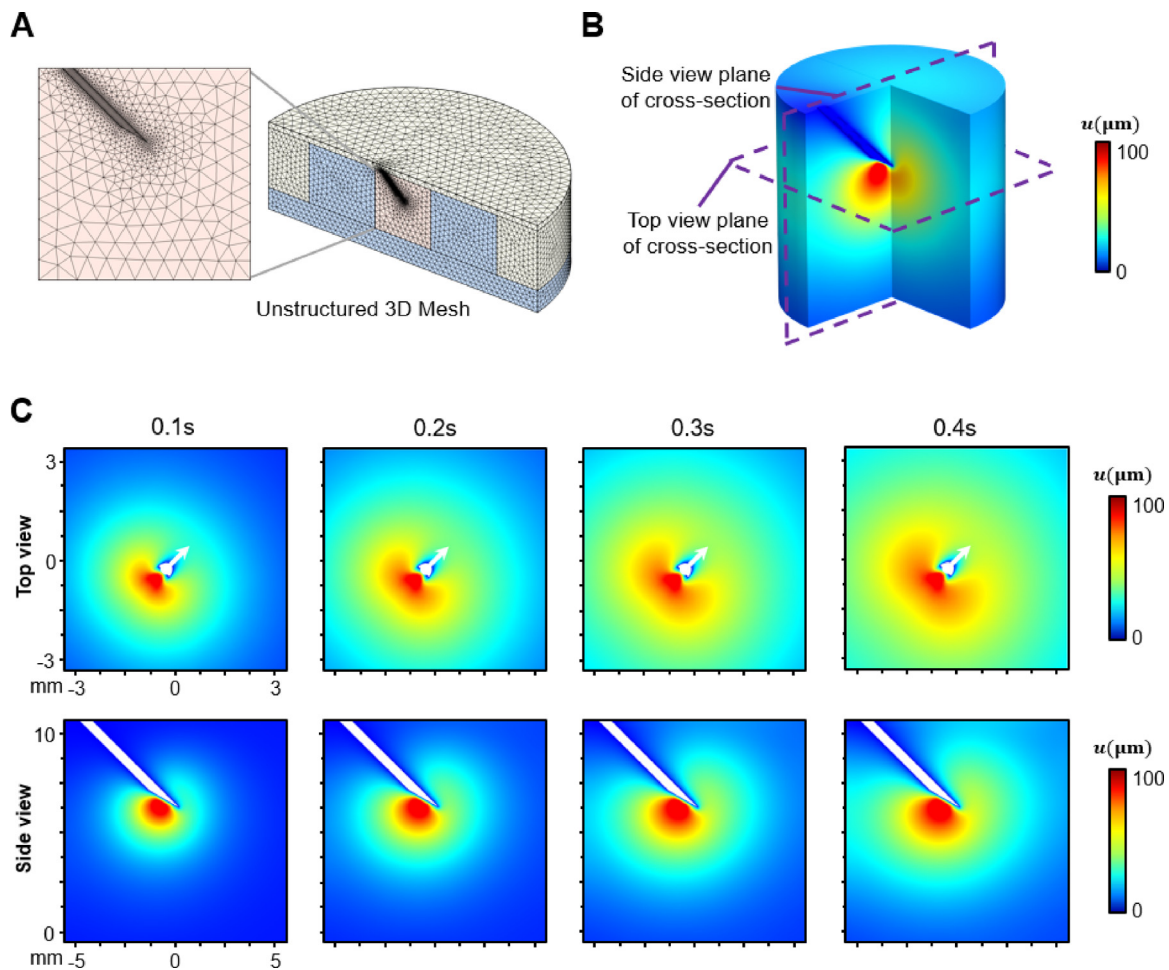 A
Unstructured 3D Mesh
B
Side view plane
of cross-section
Top view plane
of cross-section
u(μm)
100
0
C
0.1s 0.2s 0.3s 0.4s
Top view
3
0
-3
mm -3 0 3
u(μm)
100
0
Side view
10
0
mm -5 0 5
u(μm)
100
0